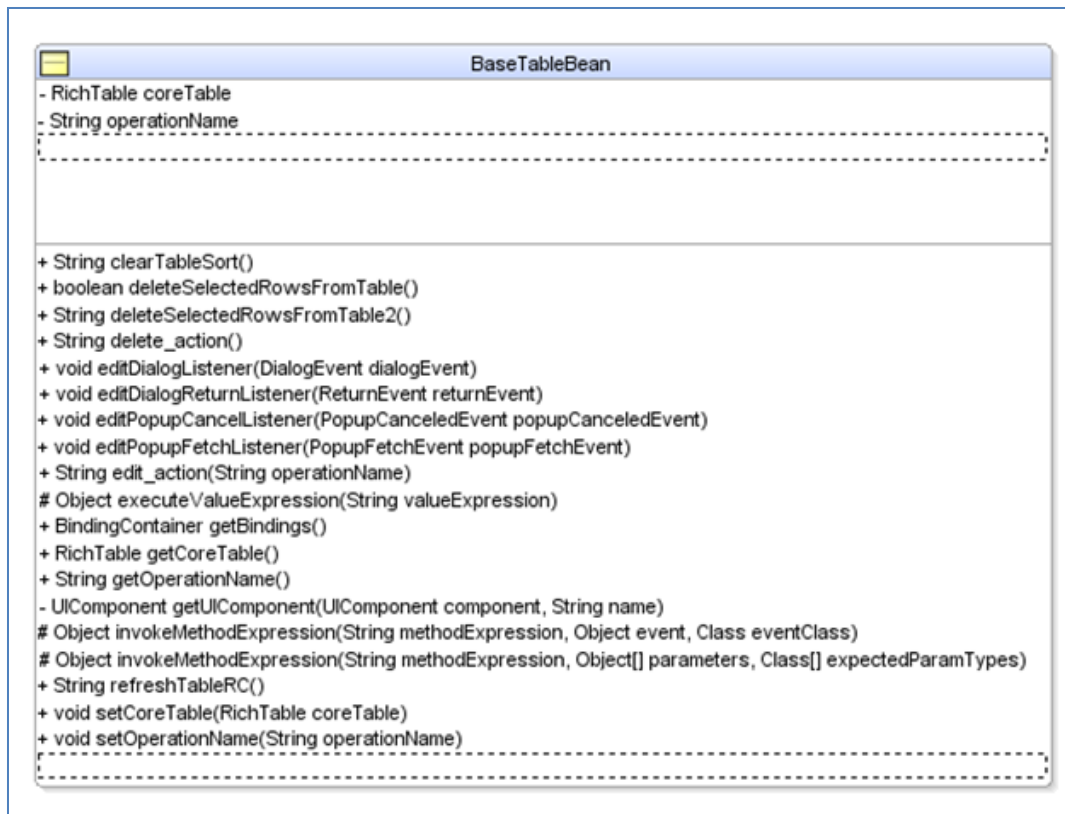 BaseTableBean
- RichTable coreTable
- String operationName
+ String clearTableSort()
+ boolean deleteSelectedRowsFromTable()
+ String deleteSelectedRowsFromTable2()
+ String delete_action()
+ void editDialogListener(DialogEvent dialogEvent)
+ void editDialogReturnListener(ReturnEvent returnEvent)
+ void editPopupCancelListener(PopupCanceledEvent popupCanceledEvent)
+ void editPopupFetchListener(PopupFetchEvent popupFetchEvent)
+ String edit_action(String operationName)
# Object executeValueExpression(String valueExpression)
+ BindingContainer getBindings()
+ RichTable getCoreTable()
+ String getOperationName()
- UIComponent getUIComponent(UIComponent component, String name)
# Object invokeMethodExpression(String methodExpression, Object event, Class eventClass)
# Object invokeMethodExpression(String methodExpression, Object[] parameters, Class[] expectedParamTypes)
+ String refreshTableRC()
+ void setCoreTable(RichTable coreTable)
+ void setOperationName(String operationName)